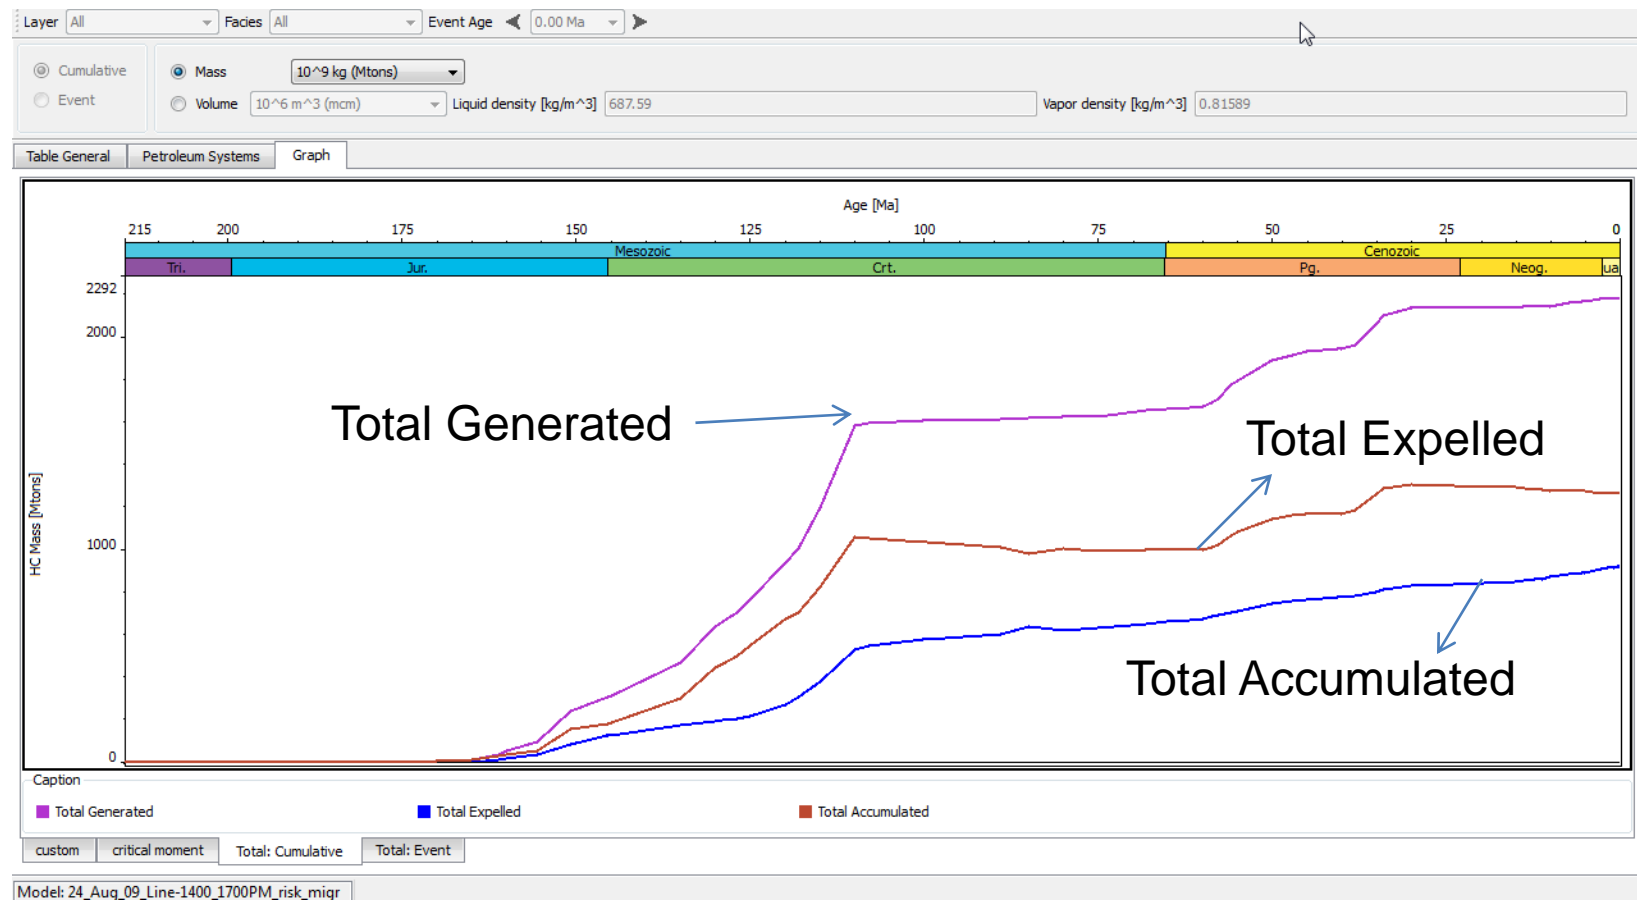 Layer All Facies All Event Age 0.00 Ma
Cumulative Mass 10^9 kg (Mtons)
Event Volume 10^6 m^3 (mcm) Liquid density [kg/m^3] 687.59 Vapor density [kg/m^3] 0.81589
Table General Petroleum Systems Graph
Age [Ma]
215 200 175 150 125 100 75 50 25 0
Mesozoic Cenozoic
Tri. Jur. Crt. Pg. Neog. ua
2292
2000
Total Generated
Total Expelled
HC Mass [Mtons]
1000
Total Accumulated
0
Caption
Total Generated Total Expelled Total Accumulated
custom critical moment Total: Cumulative Total: Event
Model: 24_Aug_09_Line-1400_1700PM_risk_migr